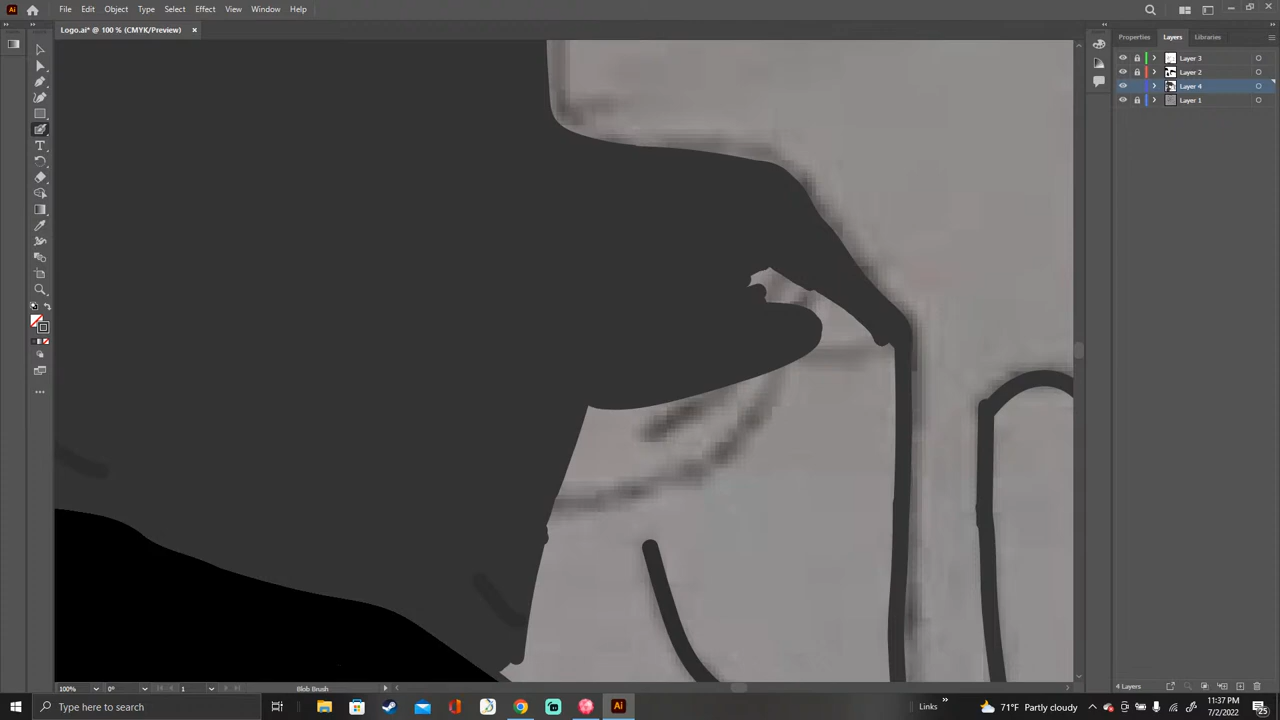 File Edit Object Type Select Effect View Window Help
Logo.ai* @ 100 % (CMYK/Preview) ×
Properties Layers Libraries
Layer 3
Layer 2
Layer 4
Layer 1
4 Layers
100% 0° 1 Blob Brush
Type here to search
Links 71°F Partly cloudy
11:37 PM
7/2/2022